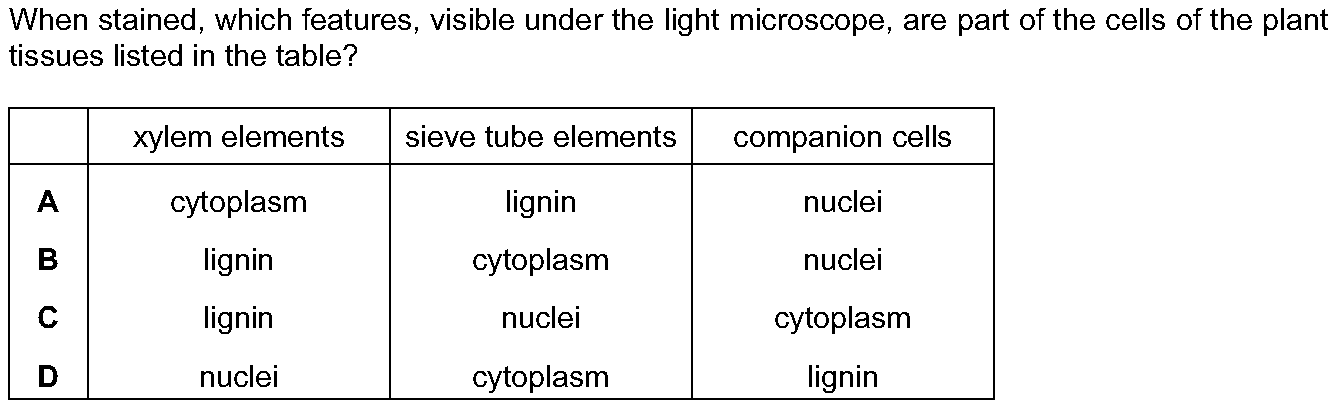 When stained, which features, visible under the light microscope, are part of the cells of the plant
tissues listed in the table?
xylem elements sieve tube elements companion cells
A cytoplasm lignin nuclei
B lignin cytoplasm nuclei
C lignin nuclei cytoplasm
D nuclei cytoplasm lignin